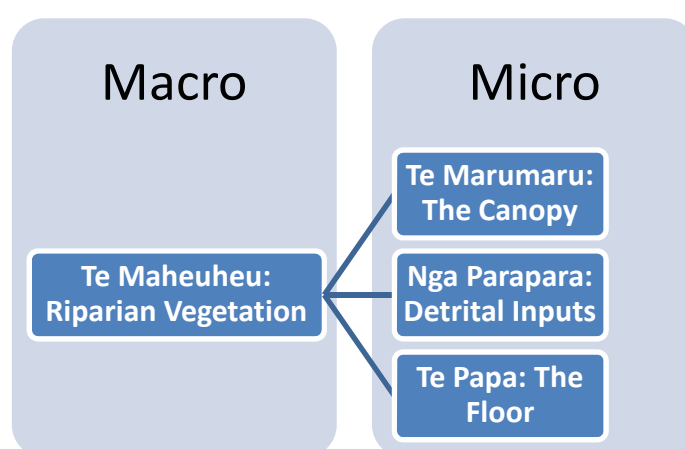 Macro
Te Maheuheu:
Riparian Vegetation
Micro
Te Marumaru:
The Canopy
Nga Parapara:
Detrital Inputs
Te Papa: The
Floor